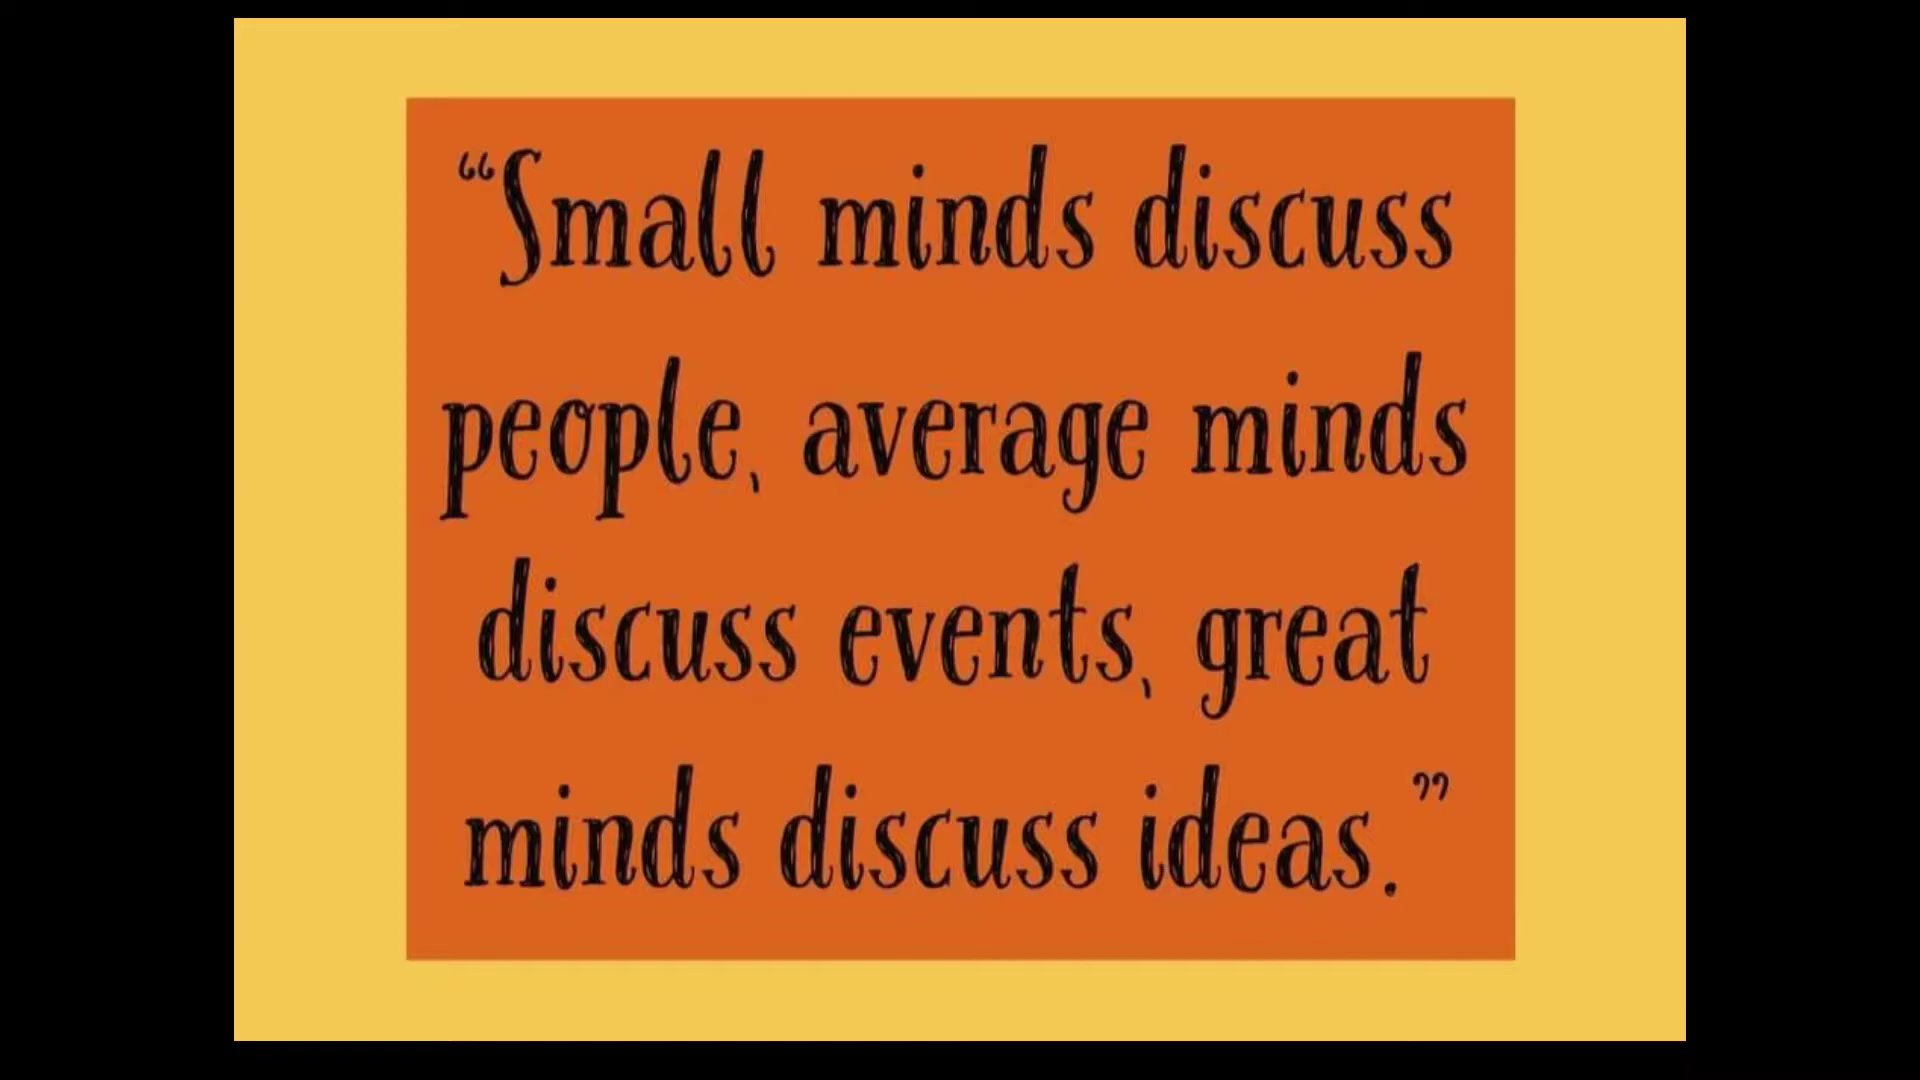 “Small minds discuss
people, average minds
discuss events, great
minds discuss ideas.”